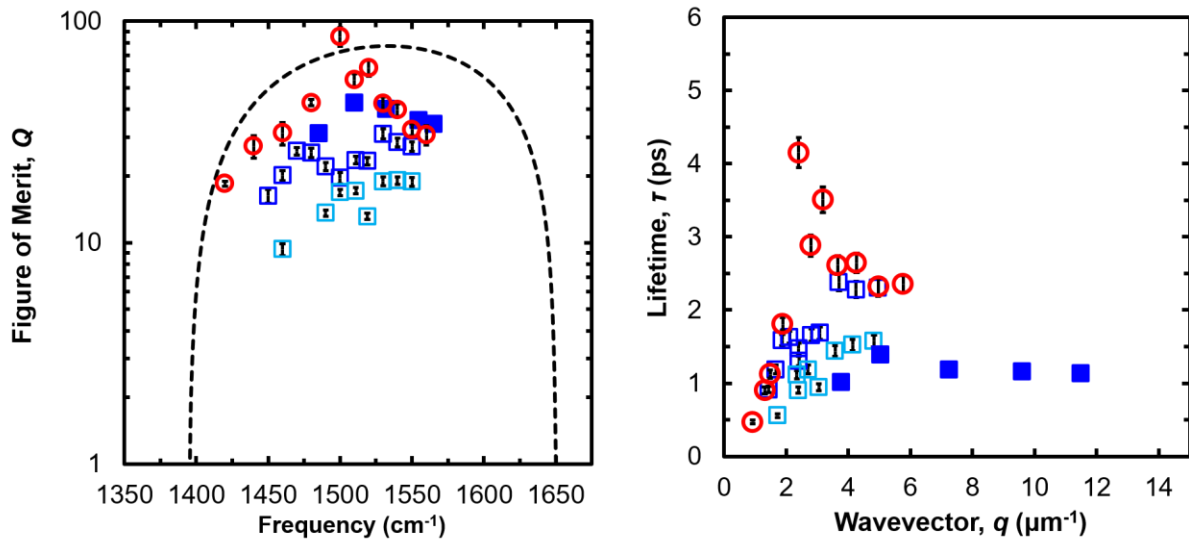 100
10
1
Figure of Merit, Q
1350 1400 1450 1500 1550 1600 1650
Frequency (cm⁻¹)
6
5
4
3
2
1
0
Lifetime, τ (ps)
0 2 4 6 8 10 12 14
Wavevector, q (µm⁻¹)